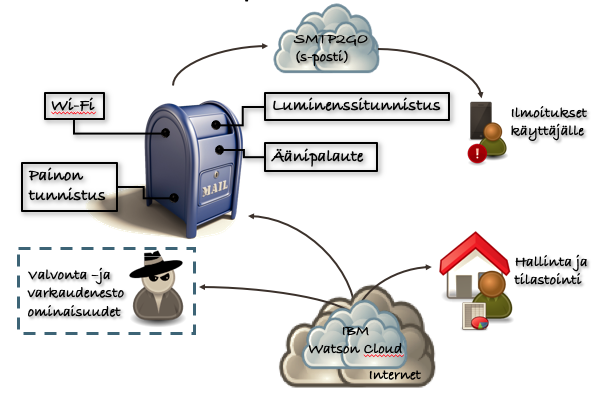 SMTP2GO
(s-posti)
Wi-Fi
Luminenssitunnistus
Ilmoitukset
käyttäjälle
Äänipalaute
Painon
tunnistus
MAIL
Valvonta -ja
varkaudenesto
ominaisuudet
Hallinta ja
tilastointi
IBM
Watson Cloud
Internet